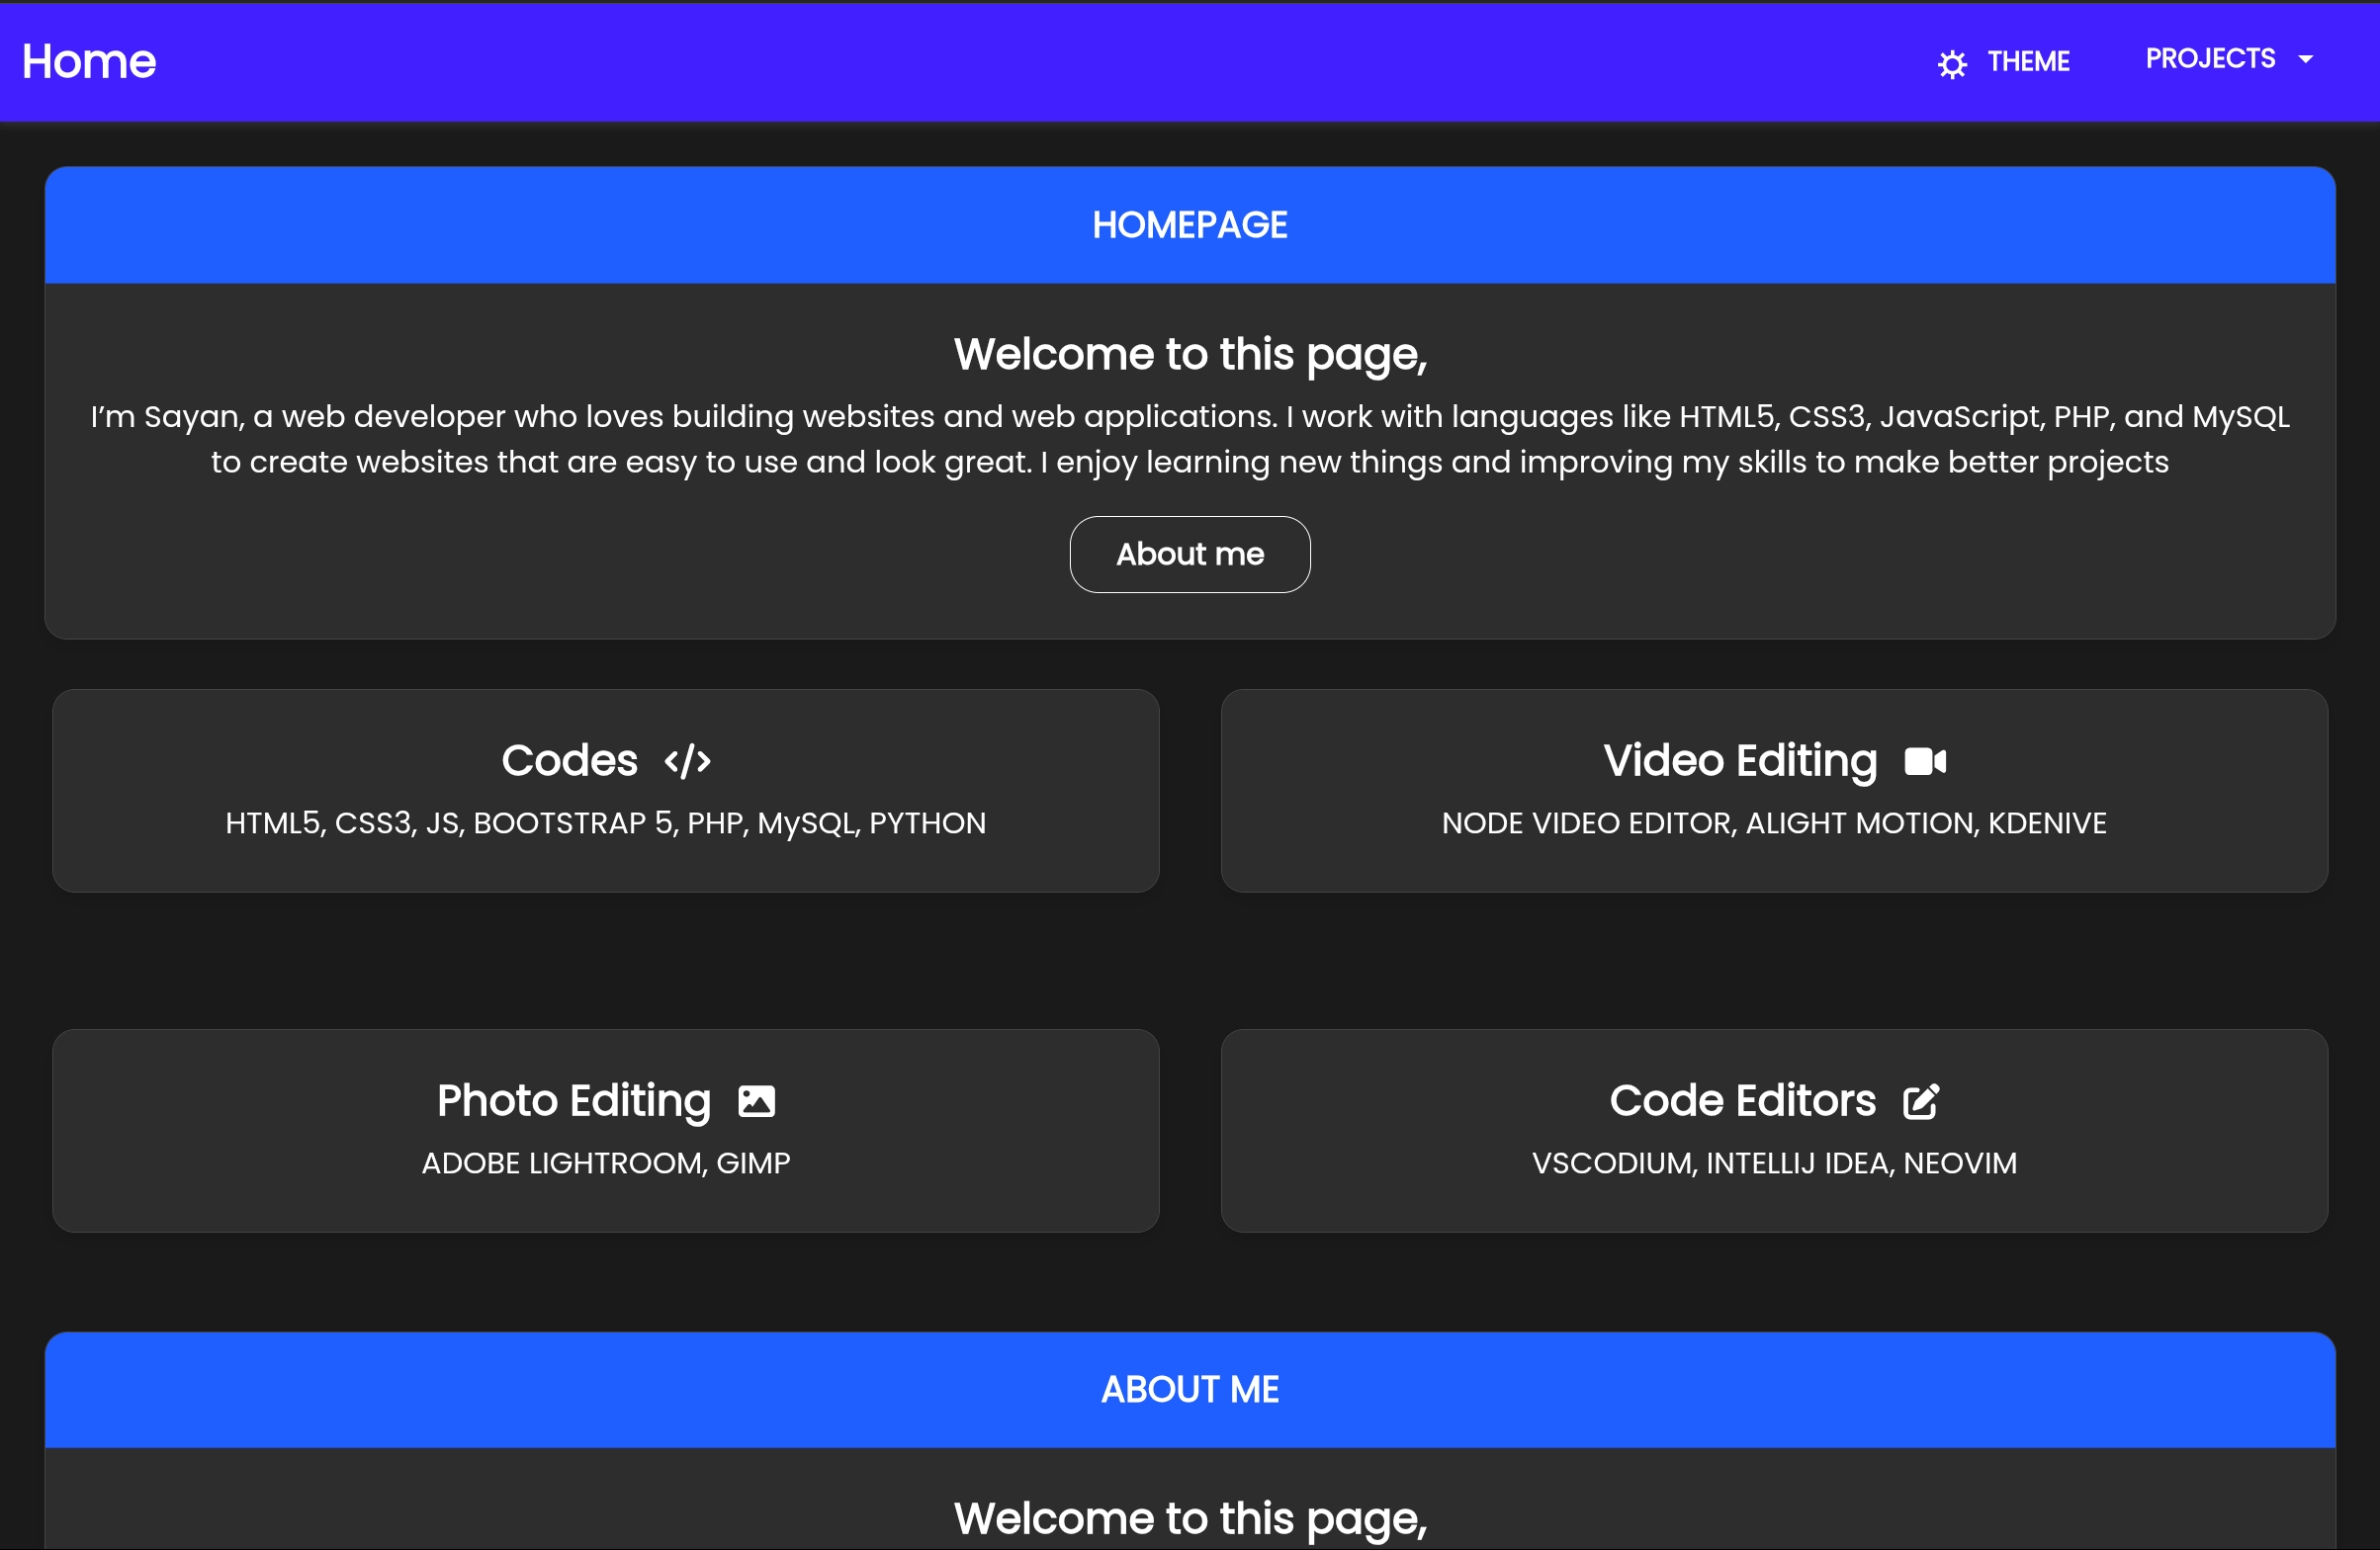 Home
THEME
PROJECTS
HOMEPAGE
Welcome to this page,
I’m Sayan, a web developer who loves building websites and web applications. I work with languages like HTML5, CSS3, JavaScript, PHP, and MySQL
to create websites that are easy to use and look great. I enjoy learning new things and improving my skills to make better projects
About me
Codes
HTML5, CSS3, JS, BOOTSTRAP 5, PHP, MySQL, PYTHON
Video Editing
NODE VIDEO EDITOR, ALIGHT MOTION, KDENIVE
Photo Editing
ADOBE LIGHTROOM, GIMP
Code Editors
VSCODIUM, INTELLIJ IDEA, NEOVIM
ABOUT ME
Welcome to this page,